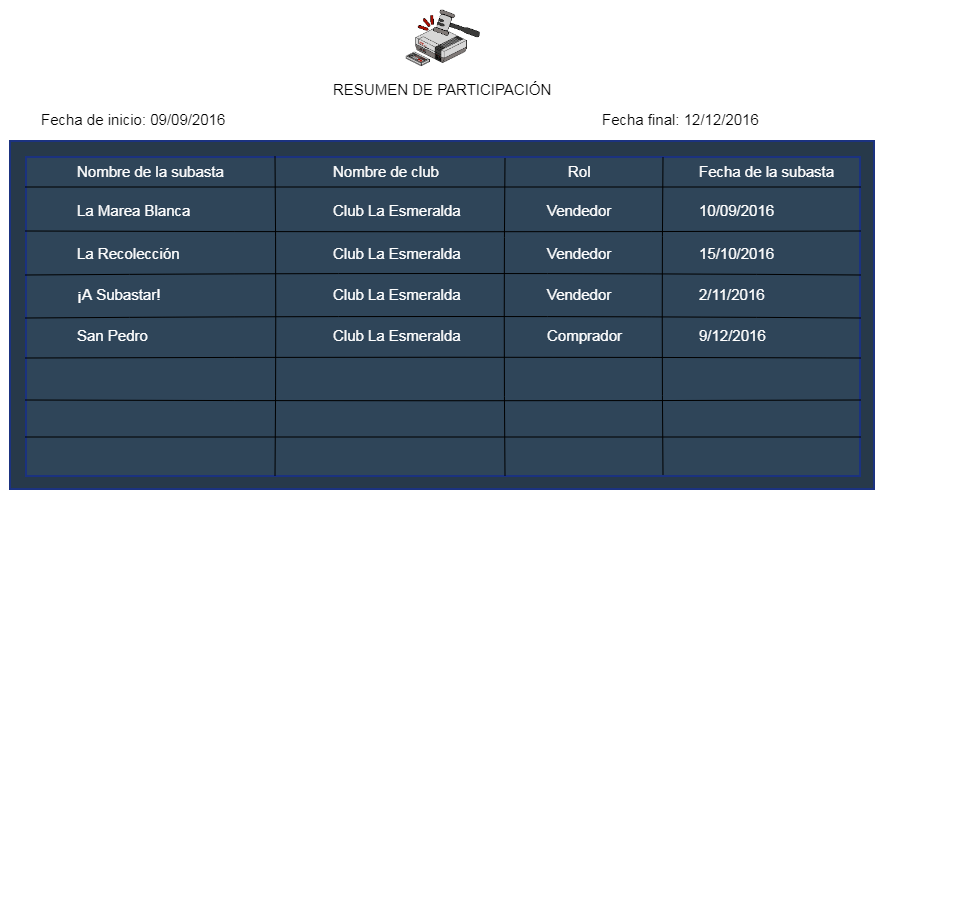 RESUMEN DE PARTICIPACIÓN
Fecha de inicio: 09/09/2016 Fecha final: 12/12/2016
Nombre de la subasta Nombre de club Rol Fecha de la subasta
La Marea Blanca Club La Esmeralda Vendedor 10/09/2016
La Recolección Club La Esmeralda Vendedor 15/10/2016
¡A Subastar! Club La Esmeralda Vendedor 2/11/2016
San Pedro Club La Esmeralda Comprador 9/12/2016